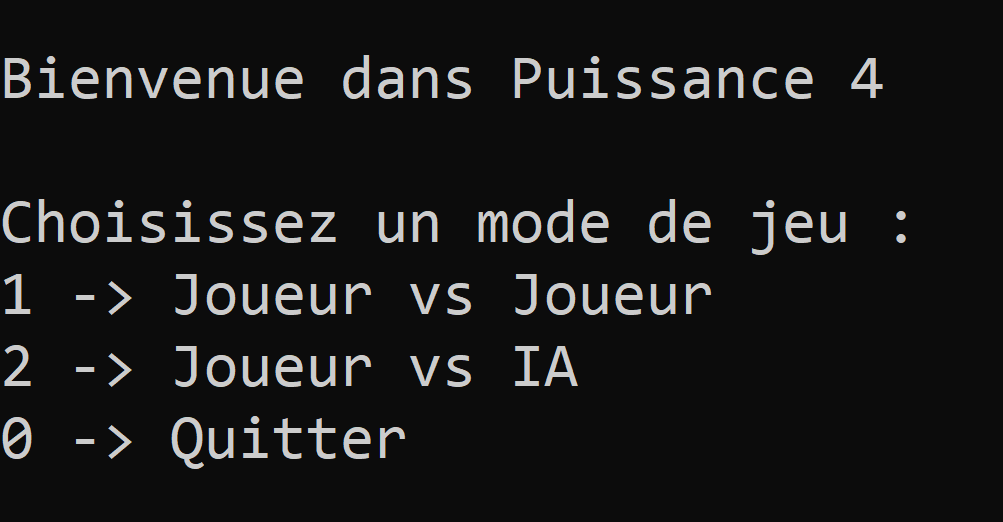 Bienvenue dans Puissance 4
Choisissez un mode de jeu :
1 -> Joueur vs Joueur
2 -> Joueur vs IA
0 -> Quitter